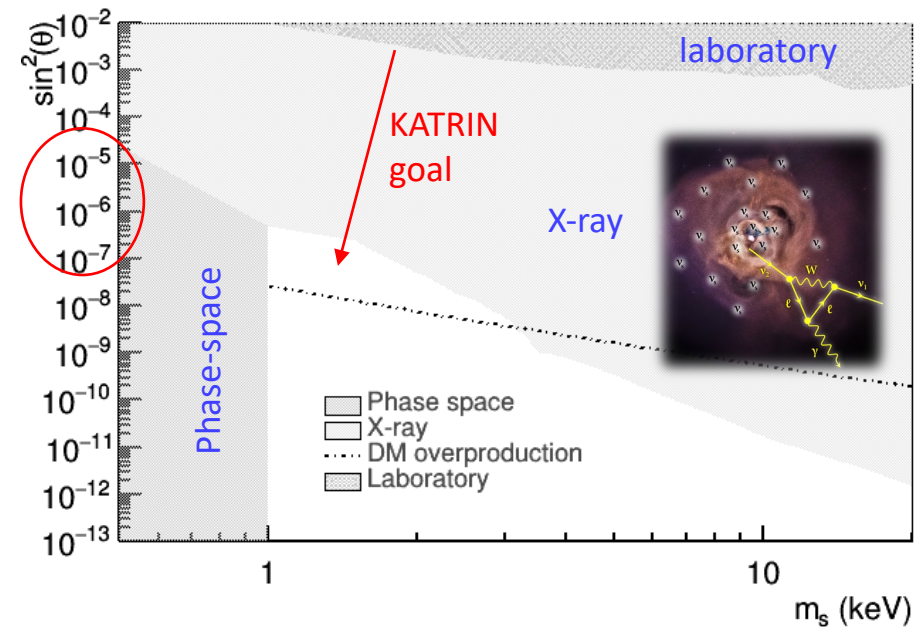 sin²(θ)
10⁻²
10⁻³
10⁻⁴
10⁻⁵
10⁻⁶
10⁻⁷
10⁻⁸
10⁻⁹
10⁻¹⁰
10⁻¹¹
10⁻¹²
10⁻¹³
laboratory
KATRIN
goal
X-ray
Phase-space
Phase space
X-ray
DM overproduction
Laboratory
W
ν₁
ℓ
ℓ
γ
1
10
mₛ (keV)